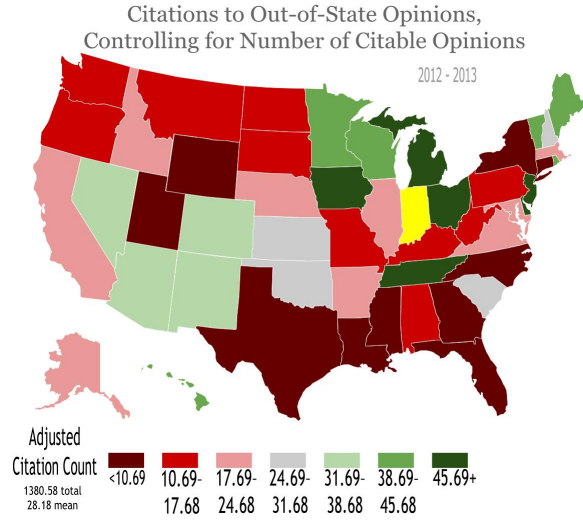 Citations to Out-of-State Opinions,
Controlling for Number of Citable Opinions
2012 - 2013
Adjusted
Citation Count
1380.58 total
28.18 mean
<10.69
10.69-
17.68
17.69-
24.68
24.69-
31.68
31.69-
38.68
38.69-
45.68
45.69+